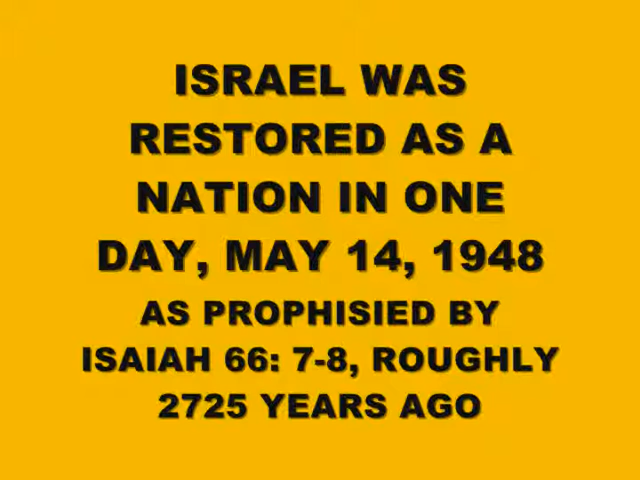 ISRAEL WAS
RESTORED AS A
NATION IN ONE
DAY, MAY 14, 1948
AS PROPHISIED BY
ISAIAH 66: 7-8, ROUGHLY
2725 YEARS AGO